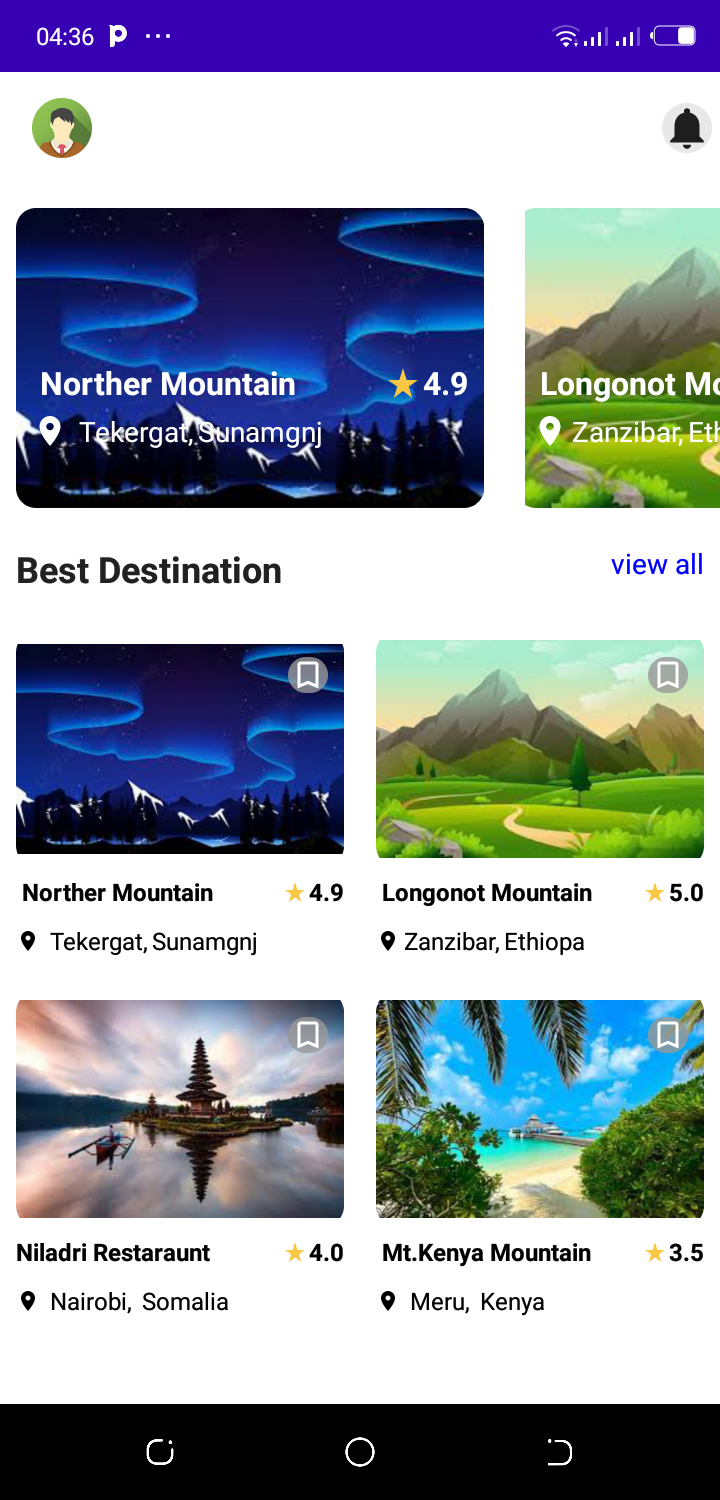 04:36
Norther Mountain 4.9
Tekergat, Sunamgnj
Longonot Mo
Zanzibar, Eth
Best Destination
view all
Norther Mountain 4.9
Tekergat, Sunamgnj
Longonot Mountain 5.0
Zanzibar, Ethiopa
Niladri Restaraunt 4.0
Nairobi, Somalia
Mt.Kenya Mountain 3.5
Meru, Kenya